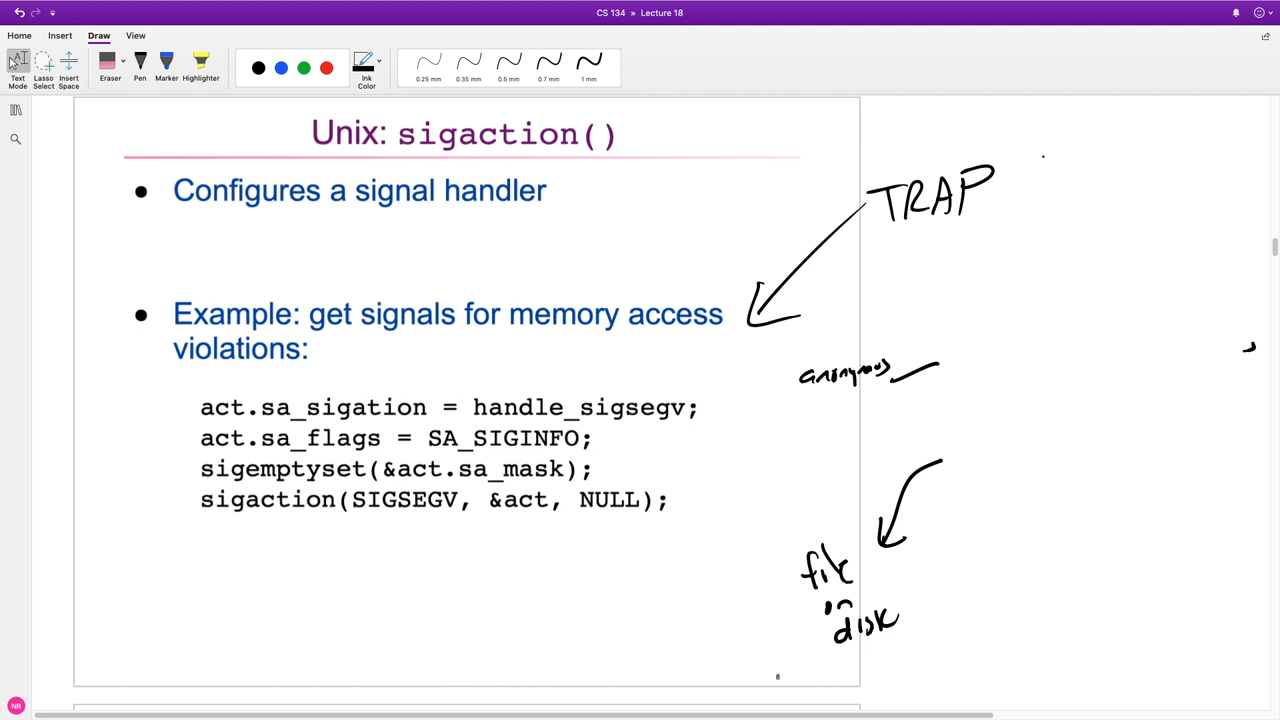 CS 134 » Lecture 18
Home Insert Draw View
Text Mode
Lasso Select
Insert Space
Eraser
Pen
Marker
Highlighter
Ink Color
0.25 mm
0.35 mm
0.5 mm
0.7 mm
1 mm
Unix: sigaction()
● Configures a signal handler
TRAP
● Example: get signals for memory access
violations:
anonymous
act.sa_sigation = handle_sigsegv;
act.sa_flags = SA_SIGINFO;
sigemptyset(&act.sa_mask);
sigaction(SIGSEGV, &act, NULL);
file
on
disk
8
NR